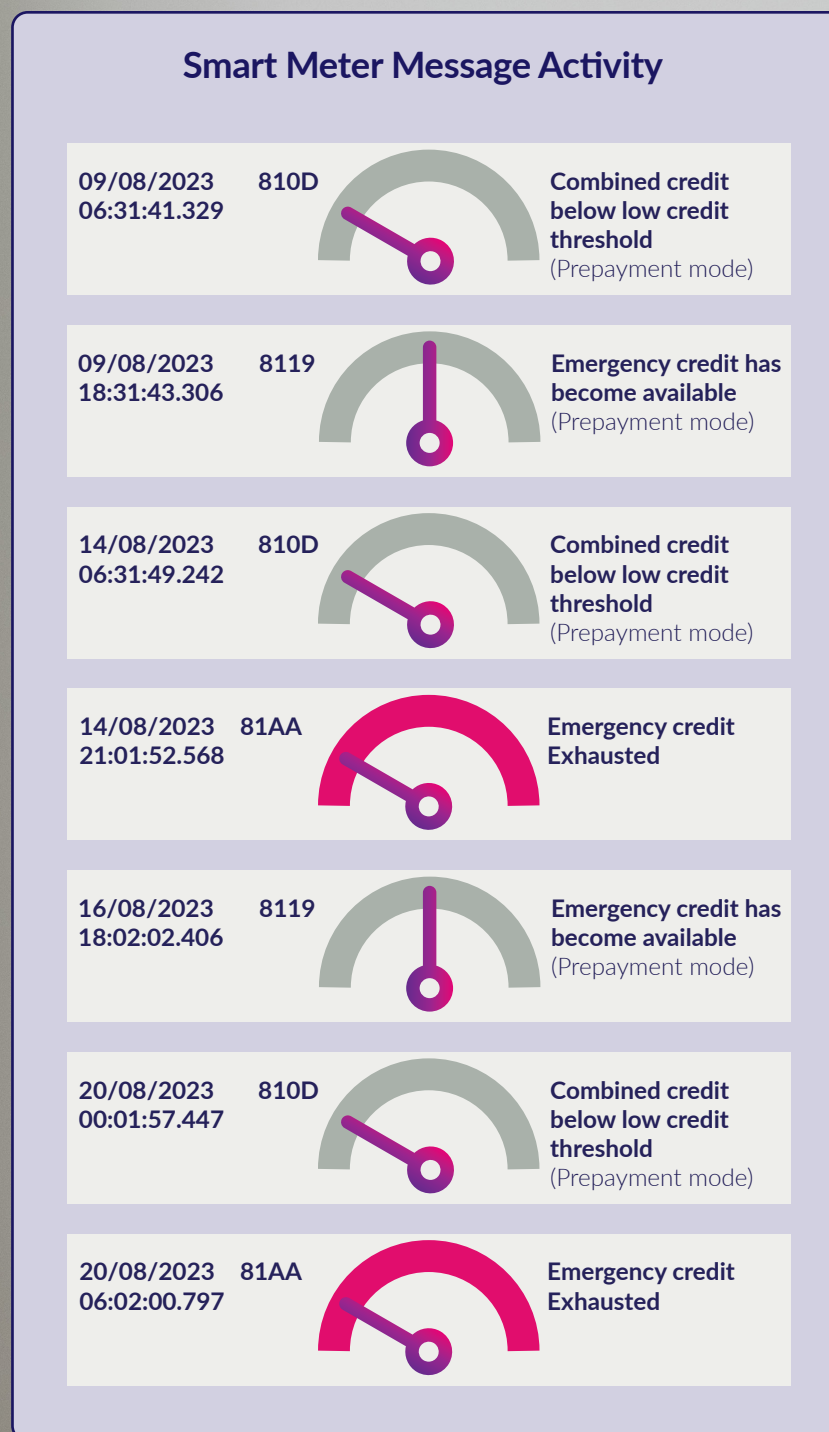 Smart Meter Message Activity
09/08/2023 810D
06:31:41.329
Combined credit
below low credit
threshold
(Prepayment mode)
09/08/2023 8119
18:31:43.306
Emergency credit has
become available
(Prepayment mode)
14/08/2023 810D
06:31:49.242
Combined credit
below low credit
threshold
(Prepayment mode)
14/08/2023 81AA
21:01:52.568
Emergency credit
Exhausted
16/08/2023 8119
18:02:02.406
Emergency credit has
become available
(Prepayment mode)
20/08/2023 810D
00:01:57.447
Combined credit
below low credit
threshold
(Prepayment mode)
20/08/2023 81AA
06:02:00.797
Emergency credit
Exhausted